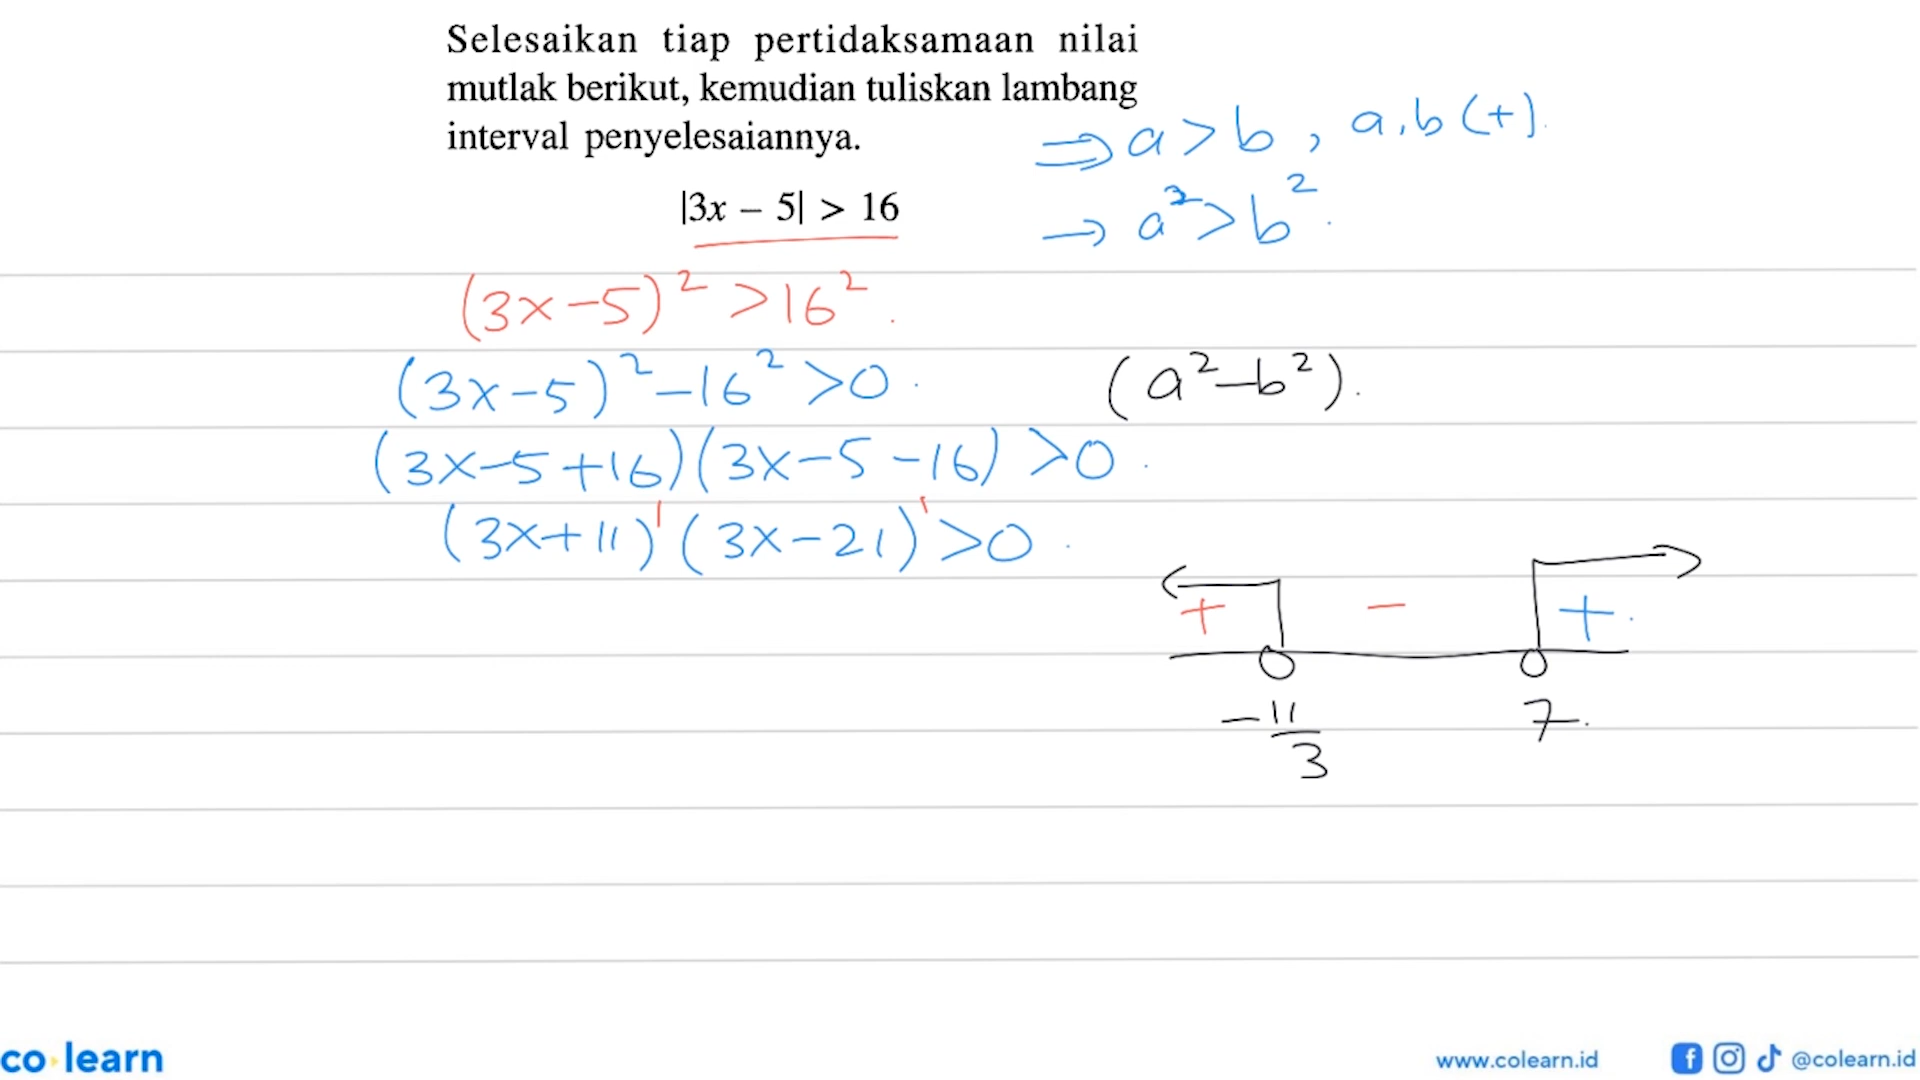 Selesaikan tiap pertidaksamaan nilai
mutlak berikut, kemudian tuliskan lambang
interval penyelesaiannya.
|3x – 5| > 16
⇒ a > b , a,b (+).
→ a² > b².
(3x-5)² > 16².
(3x-5)² - 16² > 0.
(a² - b²).
(3x-5+16)(3x-5-16) > 0.
(3x+11)'(3x-21)' > 0.
+ - +.
-11/3 7.
co learn
www.colearn.id @colearn.id